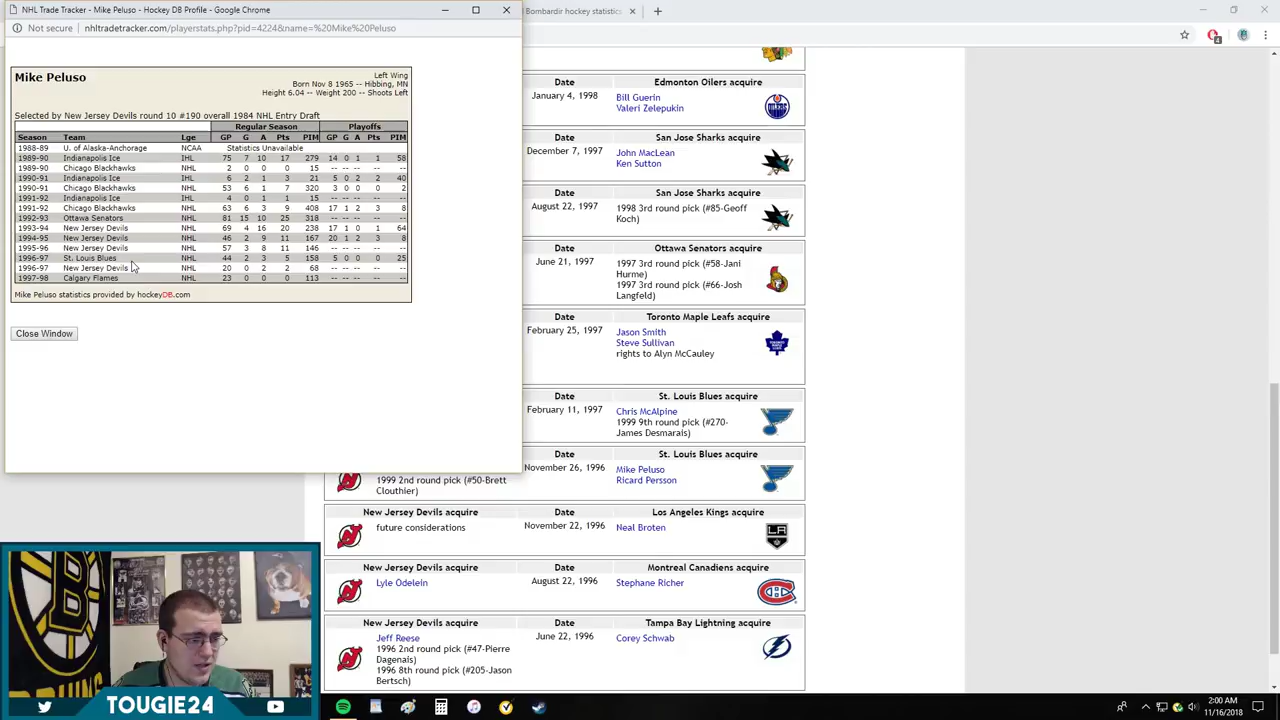 NHL Trade Tracker - Mike Peluso - Hockey DB Profile - Google Chrome
Bombardir hockey statistics
Not secure nhltradetracker.com/playerstats.php?pid=4224&name=%20Mike%20Peluso
Mike Peluso
Left Wing
Born Nov 8 1965 -- Hibbing, MN
Height 6.04 -- Weight 200 -- Shoots Left
Selected by New Jersey Devils round 10 #190 overall 1984 NHL Entry Draft
Regular Season Playoffs
Season Team Lge GP G A Pts PIM GP G A Pts PIM
1988-89 U. of Alaska-Anchorage NCAA Statistics Unavailable
1989-90 Indianapolis Ice IHL 75 7 10 17 279 14 0 1 1 58
1989-90 Chicago Blackhawks NHL 2 0 0 0 15 -- -- -- -- --
1990-91 Indianapolis Ice IHL 6 2 1 3 21 5 0 2 2 40
1990-91 Chicago Blackhawks NHL 53 6 1 7 320 3 0 0 0 2
1991-92 Indianapolis Ice IHL 4 0 1 1 15 -- -- -- -- --
1991-92 Chicago Blackhawks NHL 63 6 3 9 408 17 1 2 3 8
1992-93 Ottawa Senators NHL 81 15 10 25 318 -- -- -- -- --
1993-94 New Jersey Devils NHL 69 4 16 20 238 17 1 0 1 64
1994-95 New Jersey Devils NHL 46 2 9 11 167 20 1 2 3 8
1995-96 New Jersey Devils NHL 57 3 8 11 146 -- -- -- -- --
1996-97 St. Louis Blues NHL 44 2 3 5 158 5 0 0 0 25
1996-97 New Jersey Devils NHL 20 0 2 2 68 -- -- -- -- --
1997-98 Calgary Flames NHL 23 0 0 0 113 -- -- -- -- --
Mike Peluso statistics provided by hockeyDB.com
Close Window
Date Edmonton Oilers acquire
January 4, 1998 Bill Guerin
Valeri Zelepukin
Date San Jose Sharks acquire
December 7, 1997 John MacLean
Ken Sutton
Date San Jose Sharks acquire
August 22, 1997 1998 3rd round pick (#85-Geoff
Koch)
Date Ottawa Senators acquire
June 21, 1997 1997 3rd round pick (#58-Jani
Hurme)
1997 3rd round pick (#66-Josh
Langfeld)
Date Toronto Maple Leafs acquire
February 25, 1997 Jason Smith
Steve Sullivan
rights to Alyn McCauley
Date St. Louis Blues acquire
February 11, 1997 Chris McAlpine
1999 9th round pick (#270-
James Desmarais)
Date St. Louis Blues acquire
November 26, 1996 Mike Peluso
1999 2nd round pick (#50-Brett Ricard Persson
Clouthier)
New Jersey Devils acquire Date Los Angeles Kings acquire
future considerations November 22, 1996 Neal Broten
LA
New Jersey Devils acquire Date Montreal Canadiens acquire
Lyle Odelein August 22, 1996 Stephane Richer
New Jersey Devils acquire Date Tampa Bay Lightning acquire
Jeff Reese June 22, 1996 Corey Schwab
1996 2nd round pick (#47-Pierre
Dagenais)
1996 8th round pick (#205-Jason
Bertsch)
TOUGIE24
2:00 AM
11/16/2018